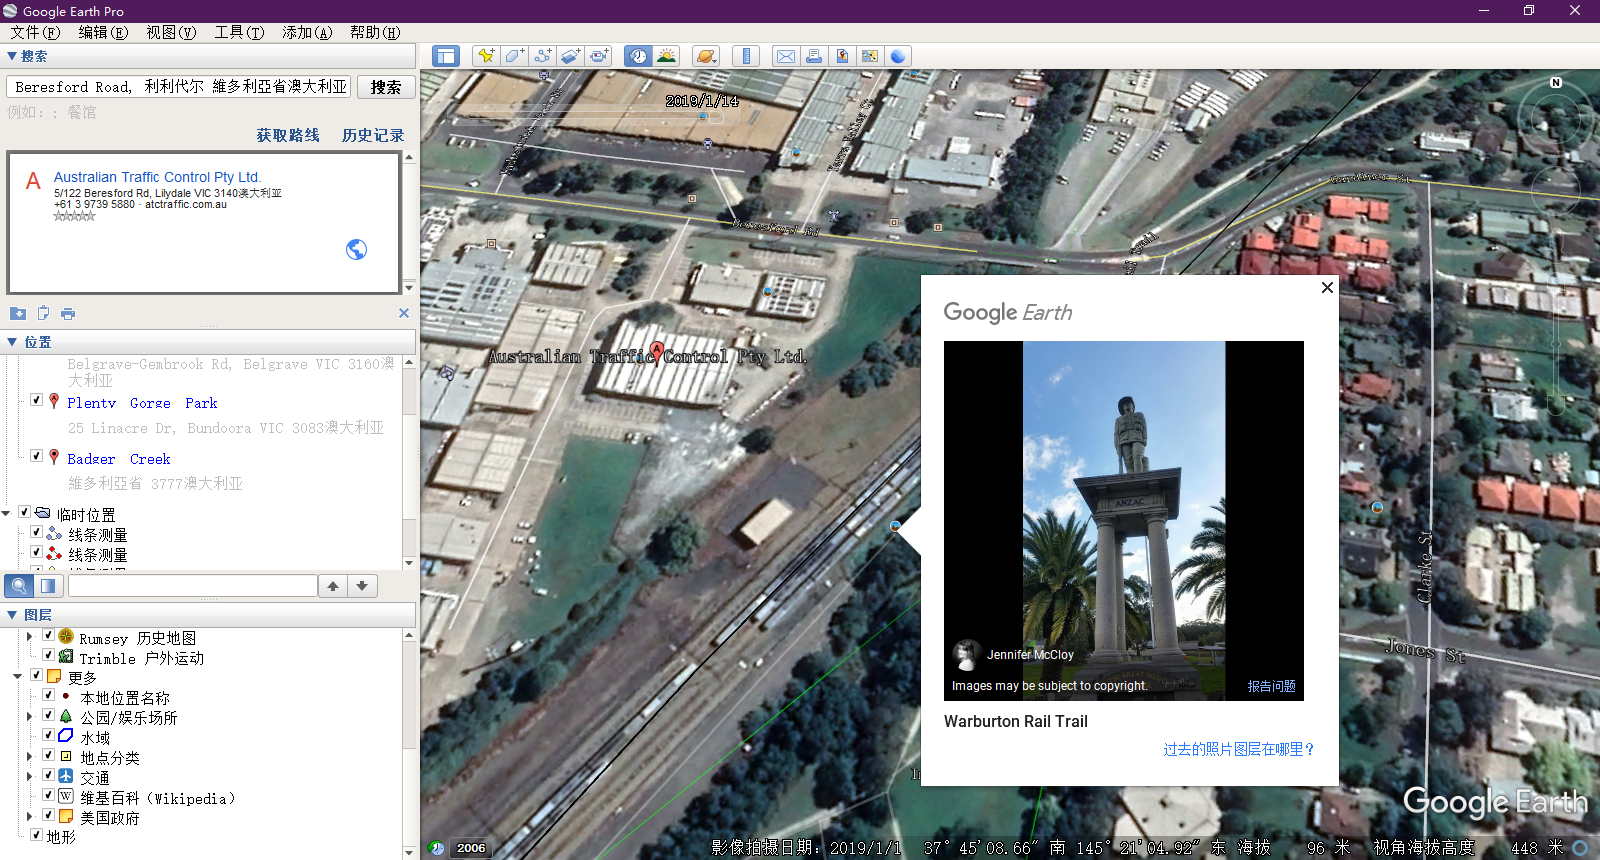 Google Earth Pro
文件(F) 编辑(E) 视图(V) 工具(T) 添加(A) 帮助(H)
搜索
Beresford Road, 利利代尔 維多利亞省澳大利亚
搜索
例如: : 餐馆
获取路线 历史记录
A
Australian Traffic Control Pty Ltd.
5/122 Beresford Rd, Lilydale VIC 3140澳大利亚
+61 3 9739 5880 · atctraffic.com.au
位置
Belgrave-Gembrook Rd, Belgrave VIC 3160澳
大利亚
Plenty Gorge Park
25 Linacre Dr, Bundoora VIC 3083澳大利亚
Badger Creek
維多利亞省 3777澳大利亚
临时位置
线条测量
线条测量
图层
Rumsey 历史地图
Trimble 户外运动
更多
本地位置名称
公园/娱乐场所
水域
地点分类
交通
维基百科 (Wikipedia)
美国政府
地形
2019/1/14
N
Beresford Rd
Gardiner St
A
Australian Traffic Control Pty Ltd.
Clarke St
Jones St
Google Earth
ANZAC
Jennifer McCloy
Images may be subject to copyright.
报告问题
Warburton Rail Trail
过去的照片图层在哪里?
Google Earth
2006
影像拍摄日期: 2019/1/1 37°45'08.66" 南 145°21'04.92" 东 海拔 96 米 视角海拔高度 448 米